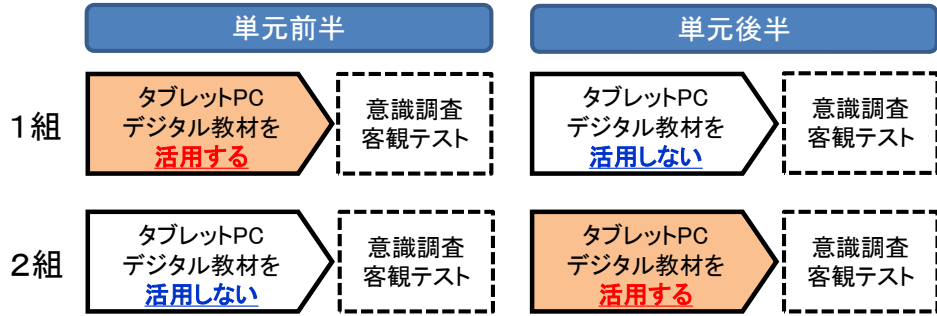 単元前半
単元後半
1組
タブレットPC
デジタル教材を
活用する
意識調査
客観テスト
タブレットPC
デジタル教材を
活用しない
意識調査
客観テスト
2組
タブレットPC
デジタル教材を
活用しない
意識調査
客観テスト
タブレットPC
デジタル教材を
活用する
意識調査
客観テスト